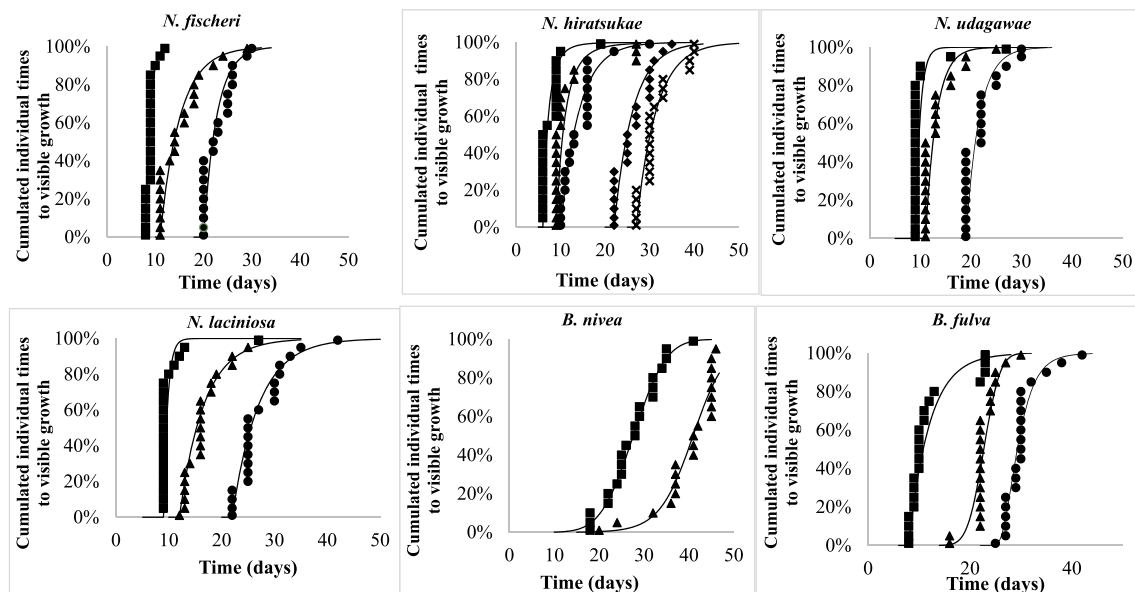 N. fischeri
Cumulated individual times
to visible growth
100%
80%
60%
40%
20%
0%
0 10 20 30 40 50
Time (days)
N. hiratsukae
Cumulated individual times
to visible growth
100%
80%
60%
40%
20%
0%
0 10 20 30 40 50
Time (days)
N. udagawae
Cumulated individual times
to visible growth
100%
80%
60%
40%
20%
0%
0 10 20 30 40 50
Time (days)
N. laciniosa
Cumulated individual times
to visible growth
100%
80%
60%
40%
20%
0%
0 10 20 30 40 50
Time (days)
B. nivea
Cumulated individual times
to visible growth
100%
80%
60%
40%
20%
0%
0 10 20 30 40 50
Time (days)
B. fulva
Cumulated individual times
to visible growth
100%
80%
60%
40%
20%
0%
0 20 40
Time (days)